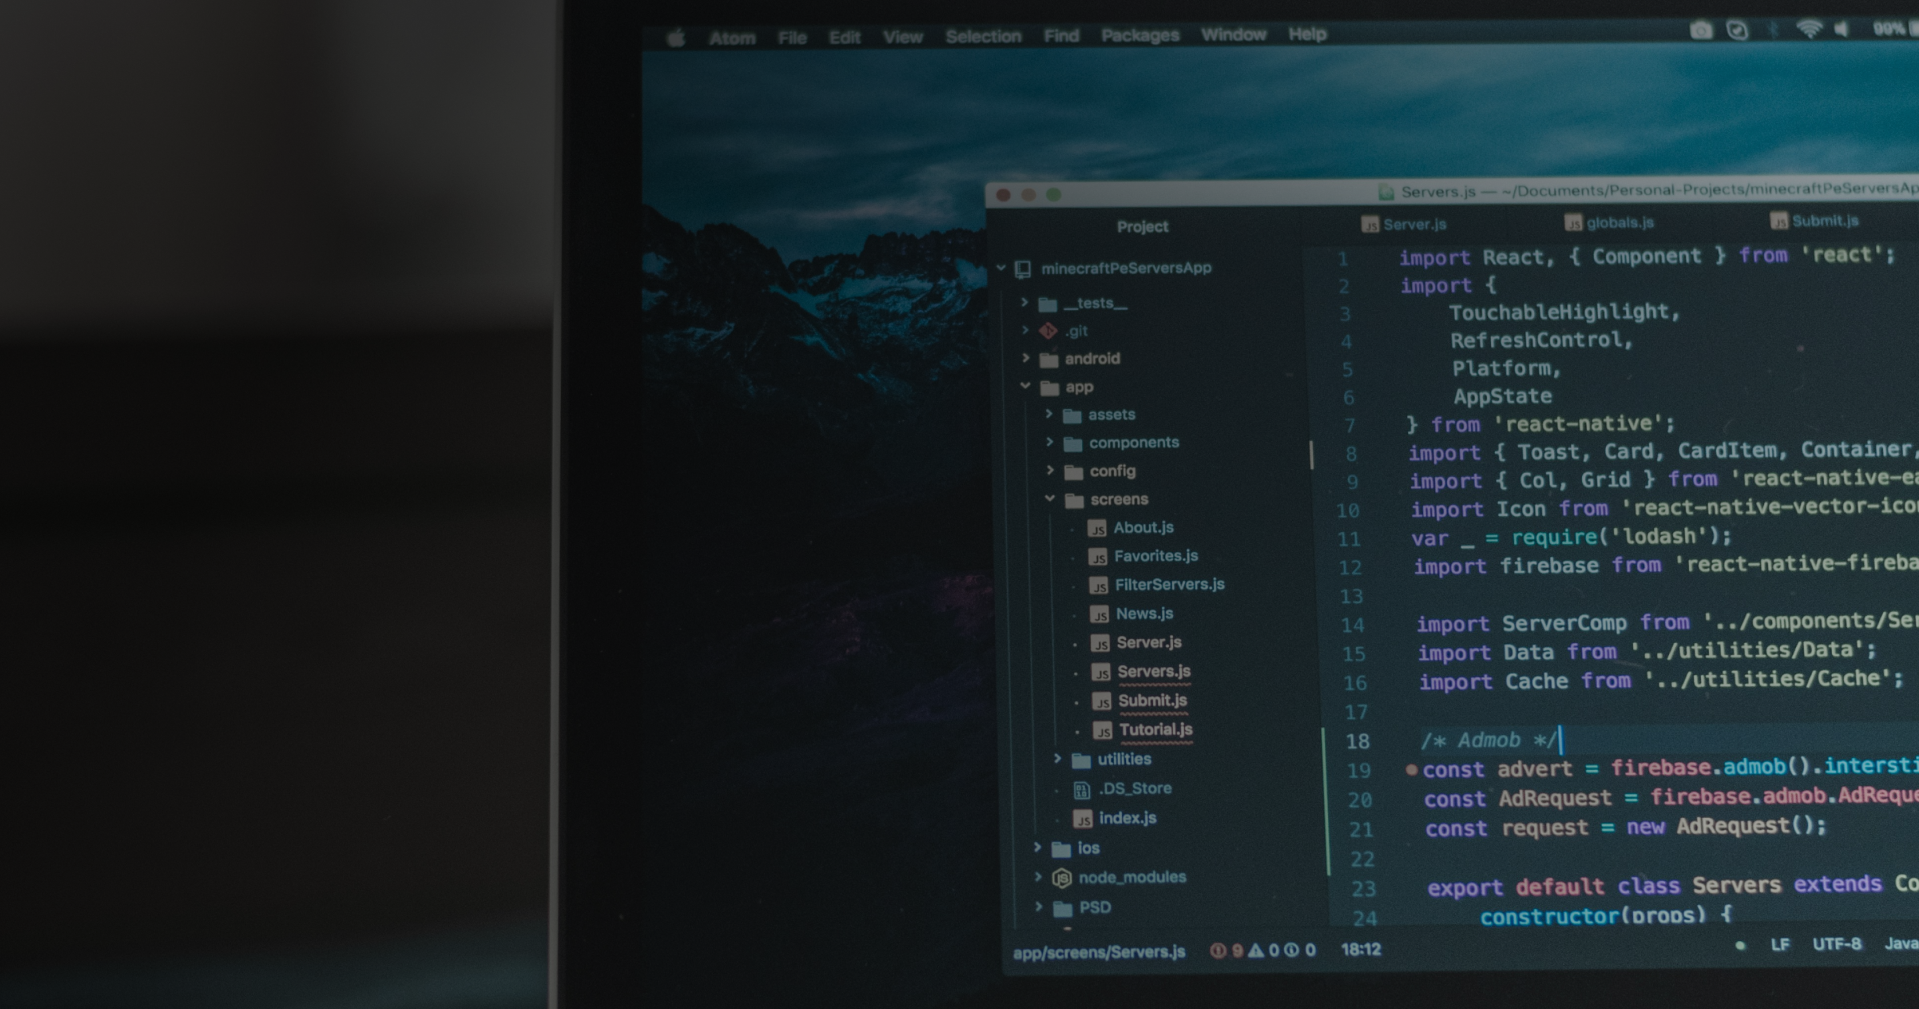 Atom File Edit View Selection Find Packages Window Help 99%
Servers.js — ~/Documents/Personal-Projects/minecraftPeServersAp
Project
minecraftPeServersApp
__tests__
.git
android
app
assets
components
config
screens
About.js
Favorites.js
FilterServers.js
News.js
Server.js
Servers.js
Submit.js
Tutorial.js
utilities
.DS_Store
index.js
ios
node_modules
PSD
Server.js globals.js Submit.js
1 import React, { Component } from 'react';
2 import {
3 TouchableHighlight,
4 RefreshControl,
5 Platform,
6 AppState
7 } from 'react-native';
8 import { Toast, Card, CardItem, Container,
9 import { Col, Grid } from 'react-native-ea
10 import Icon from 'react-native-vector-ico
11 var _ = require('lodash');
12 import firebase from 'react-native-fireba
13
14 import ServerComp from '../components/Ser
15 import Data from '../utilities/Data';
16 import Cache from '../utilities/Cache';
17
18 /* Admob */
19 const advert = firebase.admob().intersti
20 const AdRequest = firebase.admob.AdReque
21 const request = new AdRequest();
22
23 export default class Servers extends Co
24 constructor(props) {
app/screens/Servers.js 9 0 0 18:12 LF UTF-8 Java